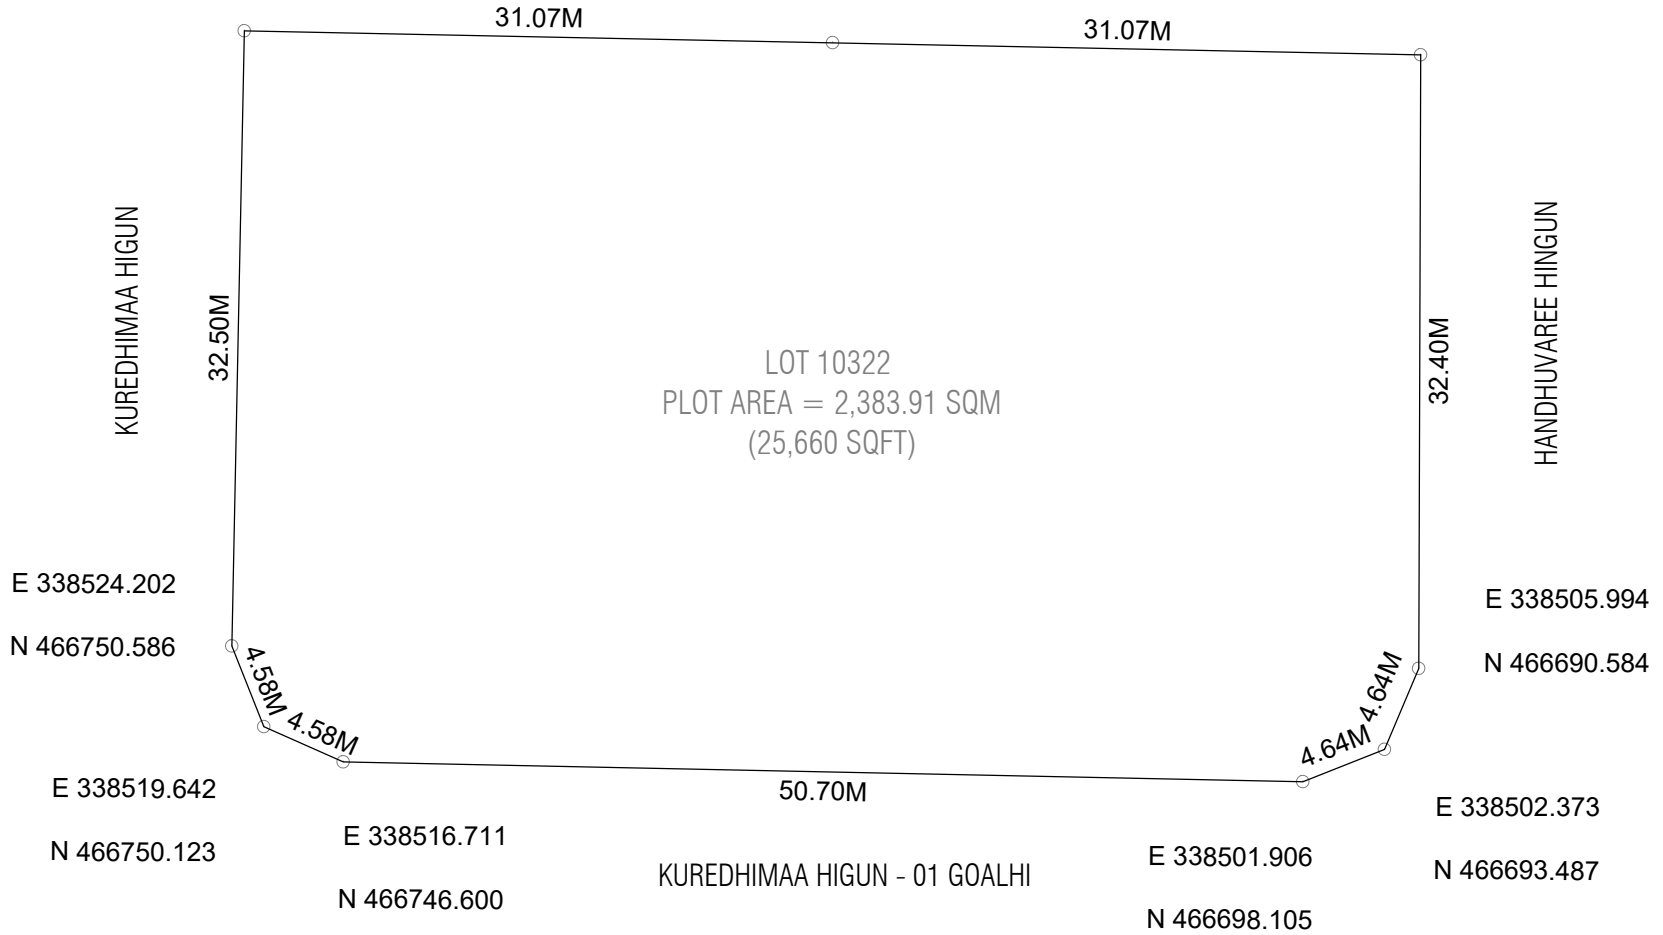 31.07M
31.07M
KUREDHIMAA HIGUN
32.50M
LOT 10322
PLOT AREA = 2,383.91 SQM
(25,660 SQFT)
32.40M
HANDHUVAREE HINGUN
E 338524.202
N 466750.586
E 338505.994
N 466690.584
4.58M
4.58M
4.64M
4.64M
50.70M
E 338519.642
N 466750.123
E 338516.711
N 466746.600
KUREDHIMAA HIGUN - 01 GOALHI
E 338501.906
N 466698.105
E 338502.373
N 466693.487